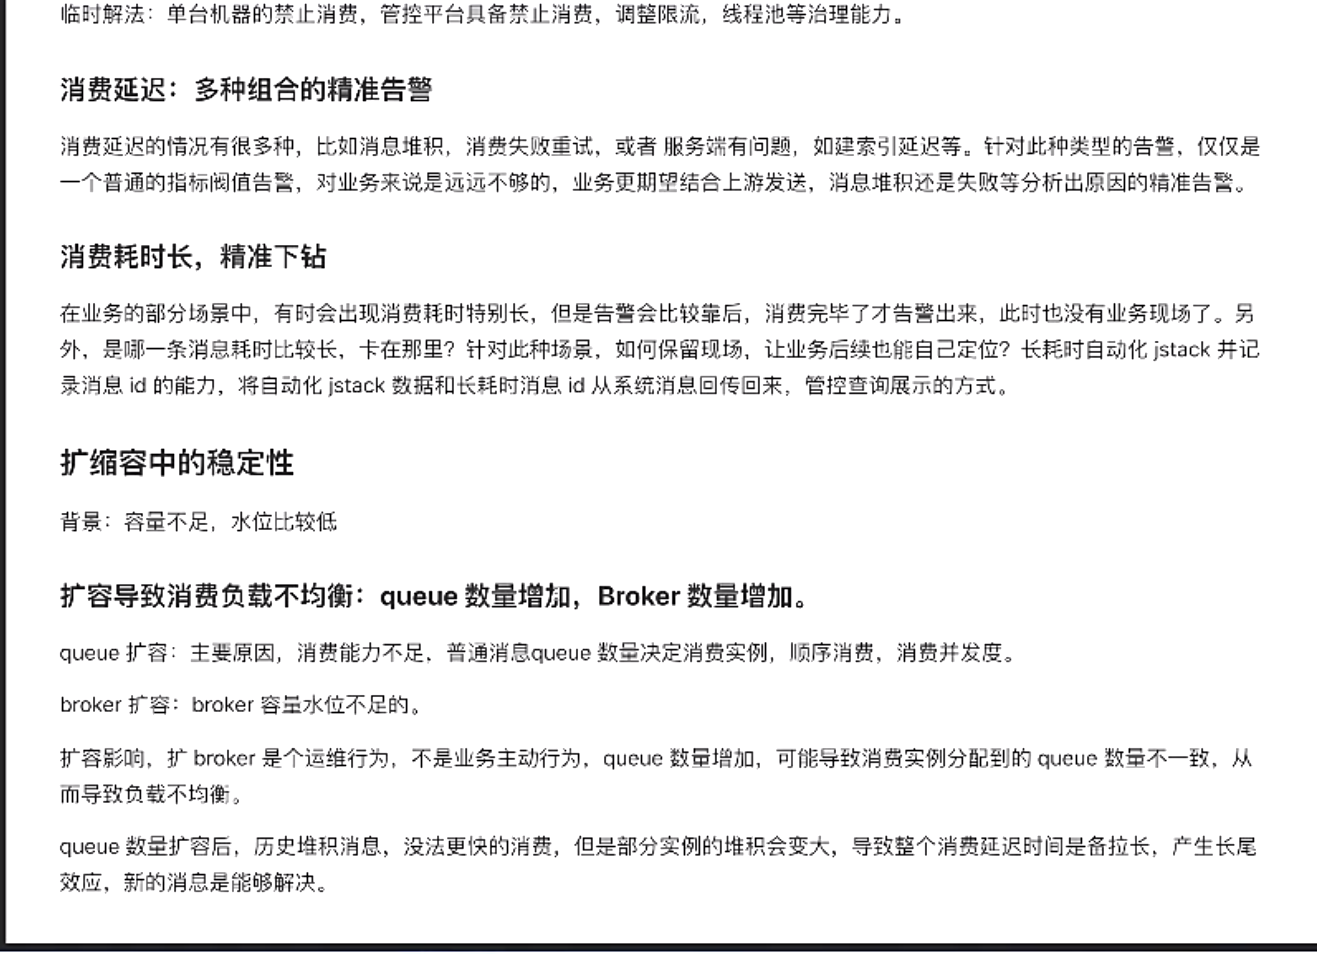 临时解法：单台机器的禁止消费，管控平台具备禁止消费，调整限流，线程池等治理能力。
消费延迟：多种组合的精准告警
消费延迟的情况有很多种，比如消息堆积，消费失败重试，或者 服务端有问题，如建索引延迟等。针对此种类型的告警，仅仅是
一个普通的指标阀值告警，对业务来说是远远不够的，业务更期望结合上游发送，消息堆积还是失败等分析出原因的精准告警。
消费耗时长，精准下钻
在业务的部分场景中，有时会出现消费耗时特别长，但是告警会比较靠后，消费完毕了才告警出来，此时也没有业务现场了。另
外，是哪一条消息耗时比较长，卡在那里？针对此种场景，如何保留现场，让业务后续也能自己定位？长耗时自动化 jstack 并记
录消息 id 的能力，将自动化 jstack 数据和长耗时消息 id 从系统消息回传回来，管控查询展示的方式。
扩缩容中的稳定性
背景：容量不足，水位比较低
扩容导致消费负载不均衡：queue 数量增加，Broker 数量增加。
queue 扩容：主要原因，消费能力不足，普通消息queue 数量决定消费实例，顺序消费，消费并发度。
broker 扩容：broker 容量水位不足的。
扩容影响，扩 broker 是个运维行为，不是业务主动行为，queue 数量增加，可能导致消费实例分配到的 queue 数量不一致，从
而导致负载不均衡。
queue 数量扩容后，历史堆积消息，没法更快的消费，但是部分实例的堆积会变大，导致整个消费延迟时间是备拉长，产生长尾
效应，新的消息是能够解决。